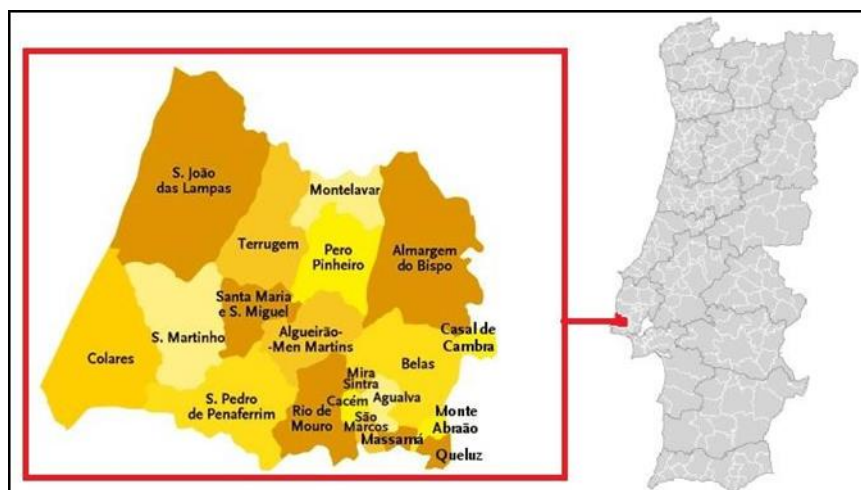 S. João
das Lampas
Montelavar
Terrugem
Pero
Pinheiro
Almargem
do Bispo
Santa Maria
e S. Miguel
S. Martinho
Algueirão-
-Men Martins
Casal de
Cambra
Colares
Belas
Mira
Sintra
S. Pedro
de Penaferrim
Rio de
Mouro
Cacém
Agualva
São
Marcos
Monte
Abraão
Massamá
Queluz